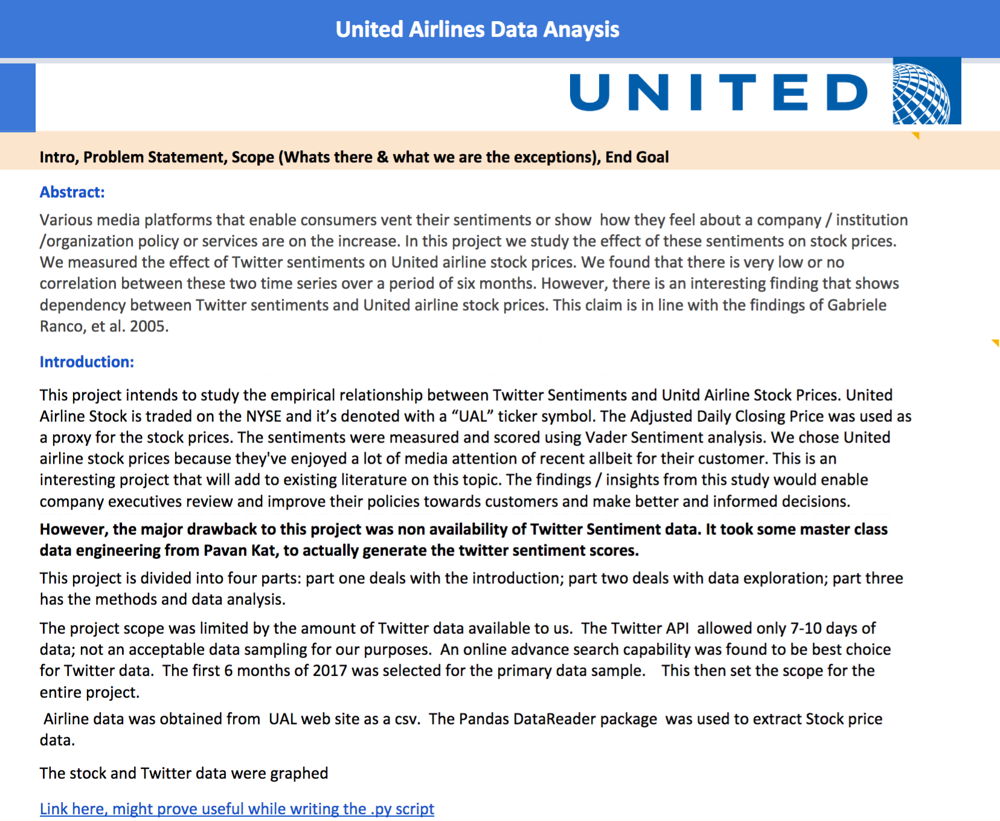 United Airlines Data Anaysis
UNITED
Intro, Problem Statement, Scope (Whats there & what we are the exceptions), End Goal
Abstract:
Various media platforms that enable consumers vent their sentiments or show  how they feel about a company / institution
/organization policy or services are on the increase. In this project we study the effect of these sentiments on stock prices.
We measured the effect of Twitter sentiments on United airline stock prices. We found that there is very low or no
correlation between these two time series over a period of six months. However, there is an interesting finding that shows
dependency between Twitter sentiments and United airline stock prices. This claim is in line with the findings of Gabriele
Ranco, et al. 2005.
Introduction:
This project intends to study the empirical relationship between Twitter Sentiments and Unitd Airline Stock Prices. United
Airline Stock is traded on the NYSE and it’s denoted with a “UAL” ticker symbol. The Adjusted Daily Closing Price was used as
a proxy for the stock prices. The sentiments were measured and scored using Vader Sentiment analysis. We chose United
airline stock prices because they've enjoyed a lot of media attention of recent allbeit for their customer. This is an
interesting project that will add to existing literature on this topic. The findings / insights from this study would enable
company executives review and improve their policies towards customers and make better and informed decisions.
However, the major drawback to this project was non availability of Twitter Sentiment data. It took some master class
data engineering from Pavan Kat, to actually generate the twitter sentiment scores.
This project is divided into four parts: part one deals with the introduction; part two deals with data exploration; part three
has the methods and data analysis.
The project scope was limited by the amount of Twitter data available to us.  The Twitter API  allowed only 7-10 days of
data; not an acceptable data sampling for our purposes.  An online advance search capability was found to be best choice
for Twitter data.  The first 6 months of 2017 was selected for the primary data sample.    This then set the scope for the
entire project.
Airline data was obtained from  UAL web site as a csv.  The Pandas DataReader package  was used to extract Stock price
data.
The stock and Twitter data were graphed
Link here, might prove useful while writing the .py script